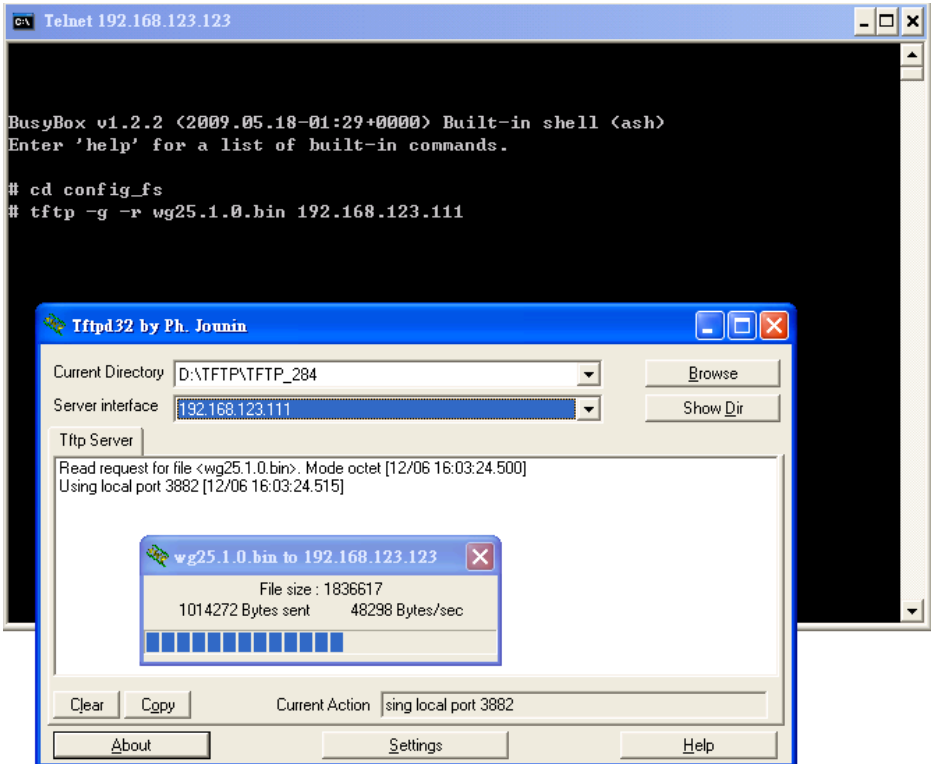 Telnet 192.168.123.123
BusyBox v1.2.2 (2009.05.18-01:29+0000) Built-in shell (ash)
Enter 'help' for a list of built-in commands.
# cd config_fs
# tftp -g -r wg25.1.0.bin 192.168.123.111
Tftpd32 by Ph. Jounin
Current Directory D:\TFTP\TFTP_284 Browse
Server interface 192.168.123.111 Show Dir
Tftp Server
Read request for file <wg25.1.0.bin>. Mode octet [12/06 16:03:24.500]
Using local port 3882 [12/06 16:03:24.515]
wg25.1.0.bin to 192.168.123.123
File size : 1836617
1014272 Bytes sent 48298 Bytes/sec
Clear Copy Current Action sing local port 3882
About Settings Help